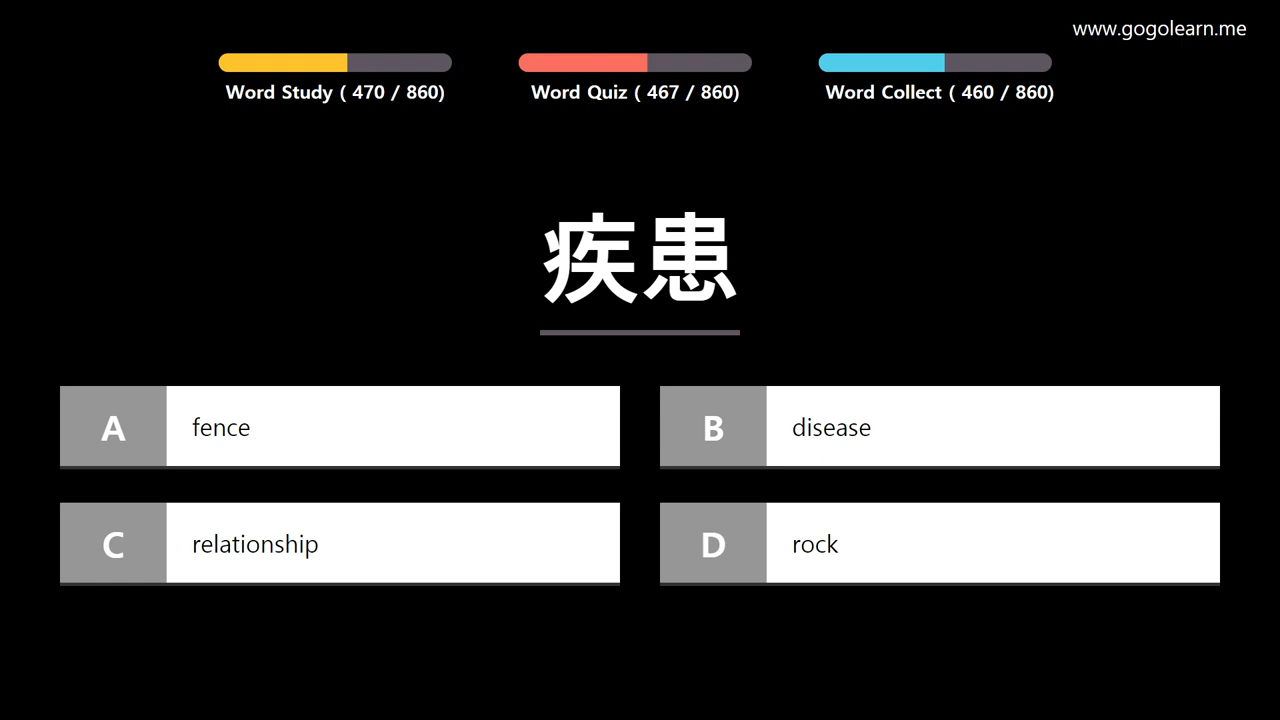 www.gogolearn.me
Word Study ( 470 / 860)
Word Quiz ( 467 / 860)
Word Collect ( 460 / 860)
疾患
A fence
B disease
C relationship
D rock